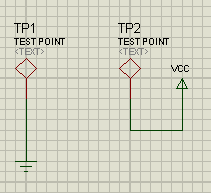 TP1
TEST POINT
<TEXT>
TP2
TEST POINT
<TEXT>
VCC